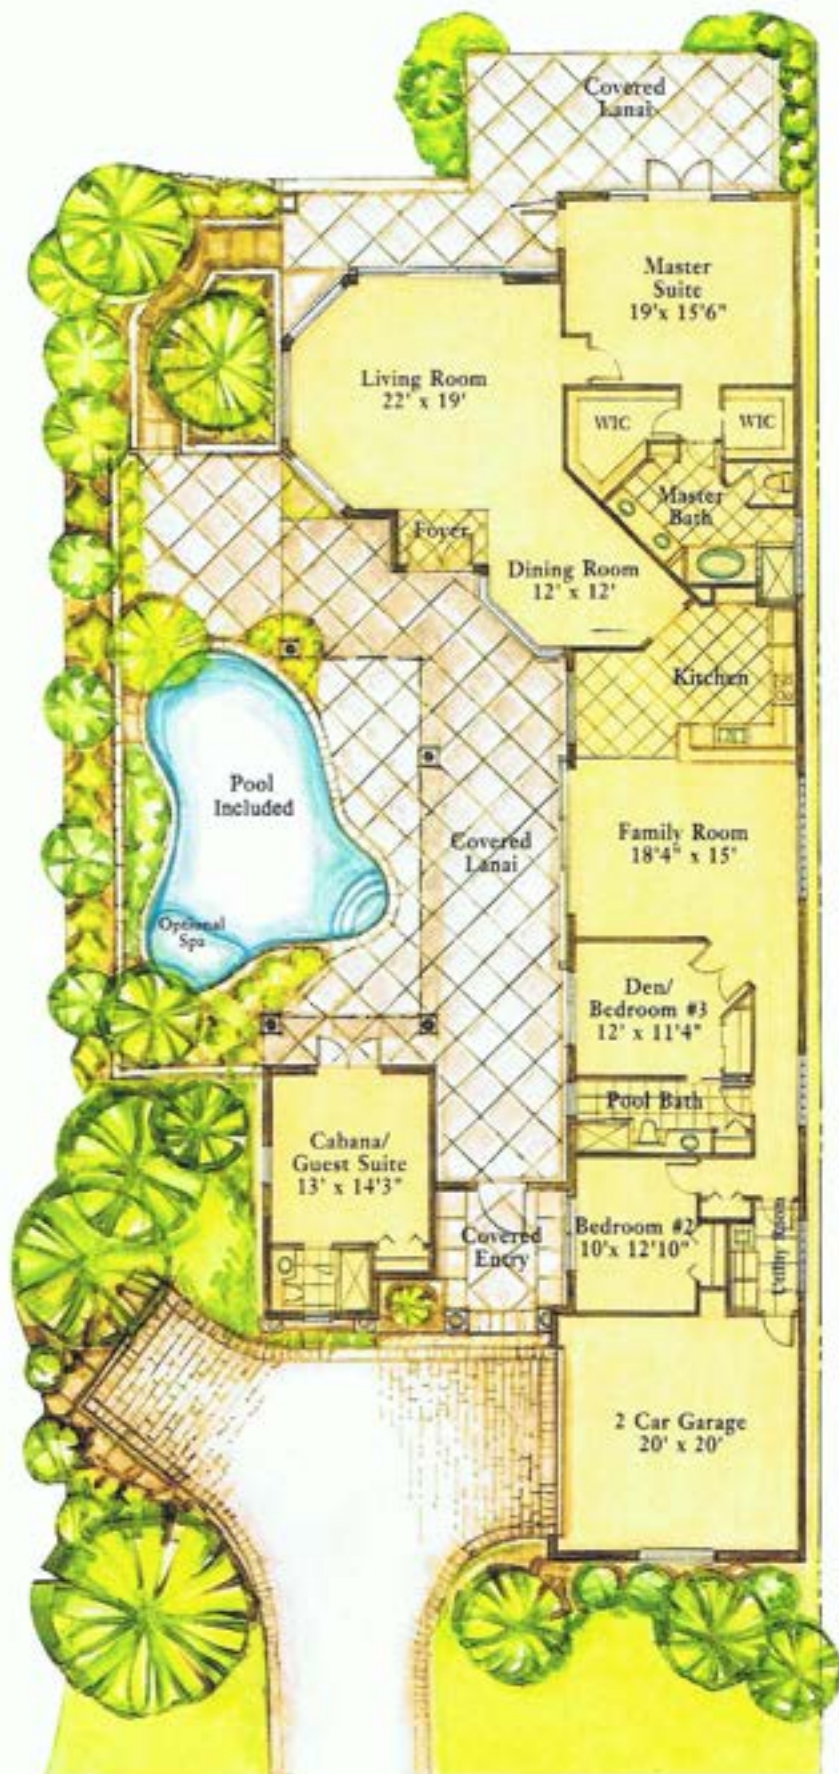 Covered
Lanai
Master
Suite
19'x 15'6"
Living Room
22' x 19'
WIC
WIC
Master
Bath
Foyer
Dining Room
12' x 12'
Kitchen
Pool
Included
Family Room
18'4" x 15'
Covered
Lanai
Optional
Spa
Den/
Bedroom #3
12' x 11'4"
Pool Bath
Cabana/
Guest Suite
13' x 14'3"
Covered
Entry
Bedroom #2
10'x 12'10"
Utility Room
2 Car Garage
20' x 20'